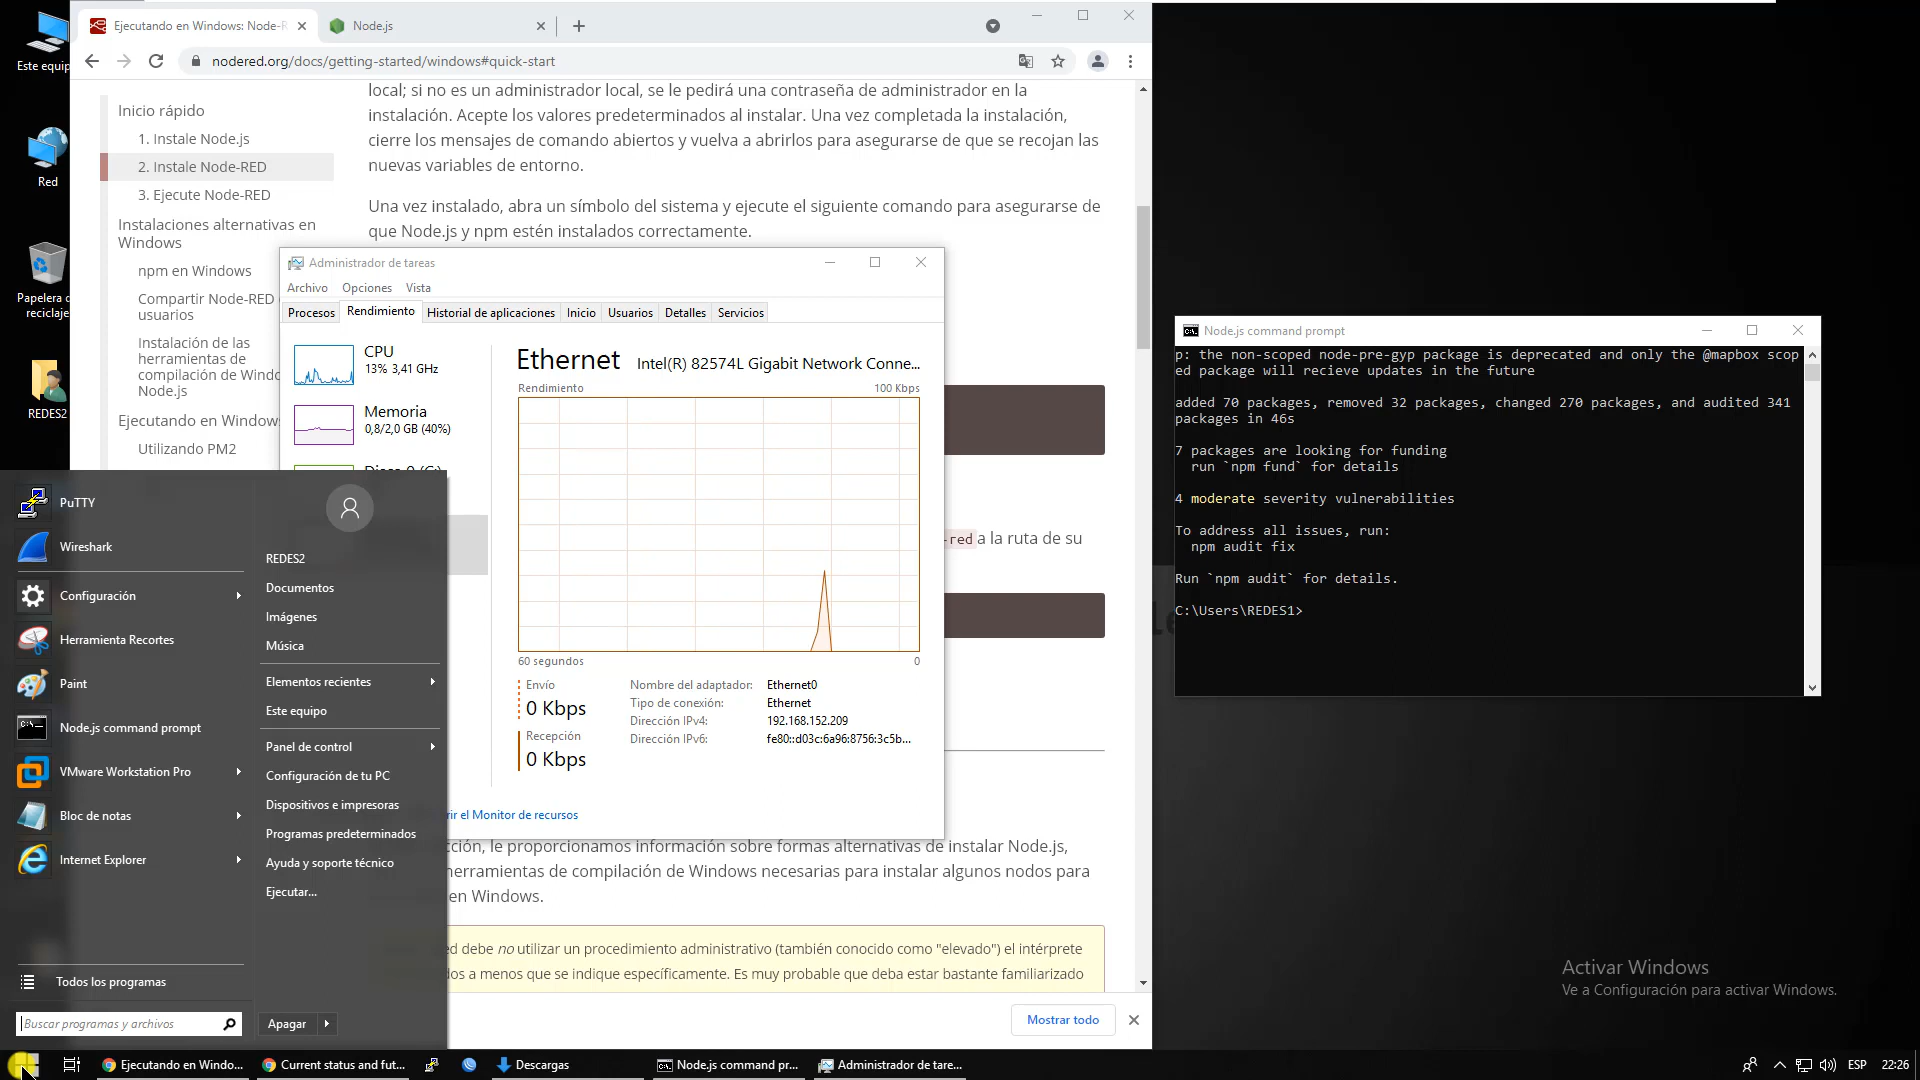 Este equip
Red
Papelera d
reciclaje
REDES2
Ejecutando en Windows: Node-R
Node.js
nodered.org/docs/getting-started/windows#quick-start
Inicio rápido
1. Instale Node.js
2. Instale Node-RED
3. Ejecute Node-RED
Instalaciones alternativas en
Windows
npm en Windows
Compartir Node-RED
usuarios
Instalación de las
herramientas de
compilación de Windo
Node.js
Ejecutando en Windows
Utilizando PM2
local; si no es un administrador local, se le pedirá una contraseña de administrador en la
instalación. Acepte los valores predeterminados al instalar. Una vez completada la instalación,
cierre los mensajes de comando abiertos y vuelva a abrirlos para asegurarse de que se recojan las
nuevas variables de entorno.
Una vez instalado, abra un símbolo del sistema y ejecute el siguiente comando para asegurarse de
que Node.js y npm estén instalados correctamente.
-red a la ruta de su
cción, le proporcionamos información sobre formas alternativas de instalar Node.js,
herramientas de compilación de Windows necesarias para instalar algunos nodos para
en Windows.
ed debe no utilizar un procedimiento administrativo (también conocido como "elevado") el intérprete
dos a menos que se indique específicamente. Es muy probable que deba estar bastante familiarizado
Mostrar todo
Administrador de tareas
Archivo Opciones Vista
Procesos Rendimiento Historial de aplicaciones Inicio Usuarios Detalles Servicios
CPU
13% 3,41 GHz
Memoria
0,8/2,0 GB (40%)
Disco 0 (C:)
Ethernet Intel(R) 82574L Gigabit Network Conne...
Rendimiento 100 Kbps
60 segundos 0
Envío
0 Kbps
Recepción
0 Kbps
Nombre del adaptador: Ethernet0
Tipo de conexión: Ethernet
Dirección IPv4: 192.168.152.209
Dirección IPv6: fe80::d03c:6a96:8756:3c5b...
rir el Monitor de recursos
PuTTY
Wireshark
Configuración
Herramienta Recortes
Paint
Node.js command prompt
VMware Workstation Pro
Bloc de notas
Internet Explorer
Todos los programas
Buscar programas y archivos
REDES2
Documentos
Imágenes
Música
Elementos recientes
Este equipo
Panel de control
Configuración de tu PC
Dispositivos e impresoras
Programas predeterminados
Ayuda y soporte técnico
Ejecutar...
Apagar
Node.js command prompt
p: the non-scoped node-pre-gyp package is deprecated and only the @mapbox scop
ed package will recieve updates in the future
added 70 packages, removed 32 packages, changed 270 packages, and audited 341
packages in 46s
7 packages are looking for funding
run `npm fund` for details
4 moderate severity vulnerabilities
To address all issues, run:
npm audit fix
Run `npm audit` for details.
C:\Users\REDES1>
Activar Windows
Ve a Configuración para activar Windows.
Ejecutando en Windo...
Current status and fut...
Descargas
Node.js command pr...
Administrador de tare...
ESP
22:26